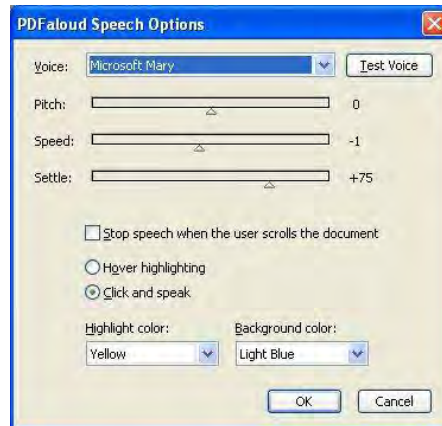 PDFaloud Speech Options
Voice: Microsoft Mary Test Voice
Pitch: 0
Speed: -1
Settle: +75
Stop speech when the user scrolls the document
Hover highlighting
Click and speak
Highlight color: Background color:
Yellow Light Blue
OK Cancel